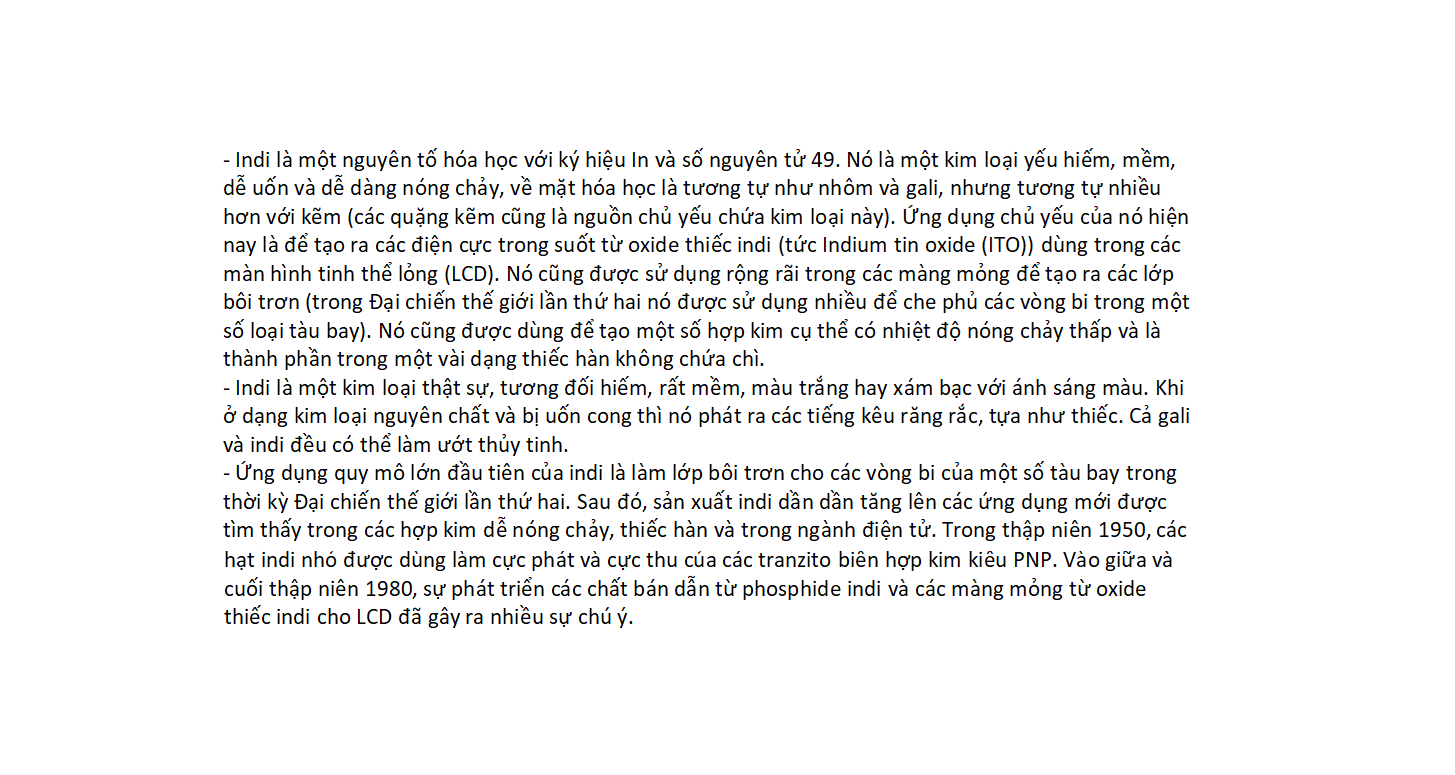 - Indi là một nguyên tố hóa học với ký hiệu In và số nguyên tử 49. Nó là một kim loại yếu hiếm, mềm,
dễ uốn và dễ dàng nóng chảy, về mặt hóa học là tương tự như nhôm và gali, nhưng tương tự nhiều
hơn với kẽm (các quặng kẽm cũng là nguồn chủ yếu chứa kim loại này). Ứng dụng chủ yếu của nó hiện
nay là để tạo ra các điện cực trong suốt từ oxide thiếc indi (tức Indium tin oxide (ITO)) dùng trong các
màn hình tinh thể lỏng (LCD). Nó cũng được sử dụng rộng rãi trong các màng mỏng để tạo ra các lớp
bôi trơn (trong Đại chiến thế giới lần thứ hai nó được sử dụng nhiều để che phủ các vòng bi trong một
số loại tàu bay). Nó cũng được dùng để tạo một số hợp kim cụ thể có nhiệt độ nóng chảy thấp và là
thành phần trong một vài dạng thiếc hàn không chứa chì.
- Indi là một kim loại thật sự, tương đối hiếm, rất mềm, màu trắng hay xám bạc với ánh sáng màu. Khi
ở dạng kim loại nguyên chất và bị uốn cong thì nó phát ra các tiếng kêu răng rắc, tựa như thiếc. Cả gali
và indi đều có thể làm ướt thủy tinh.
- Ứng dụng quy mô lớn đầu tiên của indi là làm lớp bôi trơn cho các vòng bi của một số tàu bay trong
thời kỳ Đại chiến thế giới lần thứ hai. Sau đó, sản xuất indi dần dần tăng lên các ứng dụng mới được
tìm thấy trong các hợp kim dễ nóng chảy, thiếc hàn và trong ngành điện tử. Trong thập niên 1950, các
hạt indi nhỏ được dùng làm cực phát và cực thu của các tranzito biên hợp kim kiểu PNP. Vào giữa và
cuối thập niên 1980, sự phát triển các chất bán dẫn từ phosphide indi và các màng mỏng từ oxide
thiếc indi cho LCD đã gây ra nhiều sự chú ý.